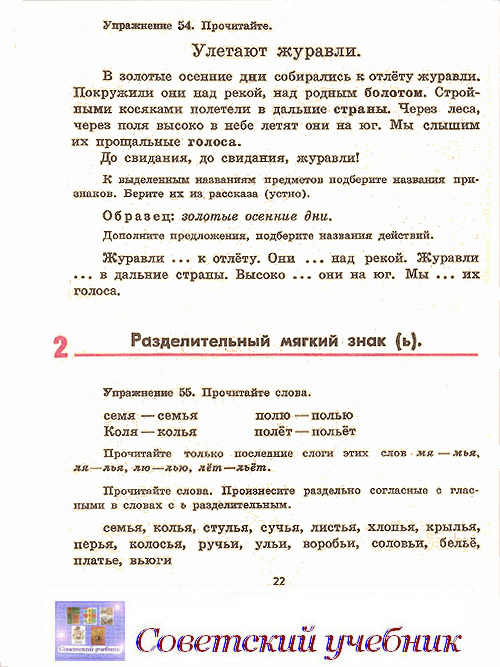 Упражнение 54. Прочитайте.
Улетают журавли.
В золотые осенние дни собирались к отлёту журавли.
Покружили они над рекой, над родным болотом. Строй-
ными косяками полетели в дальние страны. Через леса,
через поля высоко в небе летят они на юг. Мы слышим
их прощальные голоса.
До свидания, до свидания, журавли!
К выделенным названиям предметов подберите названия при-
знаков. Берите их из рассказа (устно).
Образец: золотые осенние дни.
Дополните предложения, подберите названия действий.
Журавли ... к отлёту. Они ... над рекой. Журавли
... в дальние страны. Высоко ... они на юг. Мы ... их
голоса.
2 Разделительный мягкий знак (ь).
Упражнение 55. Прочитайте слова.
семя — семья полю — полью
Коля — колья полёт — польёт
Прочитайте только последние слоги этих слов мя — мья,
ля—лья, лю—лью, лёт—льёт.
Прочитайте слова. Произнесите раздельно согласные с глас-
ными в словах с ь разделительным.
семья, колья, стулья, сучья, листья, хлопья, крылья,
перья, колосья, ручьи, ульи, воробьи, соловьи, бельё,
платье, вьюги
22
Советский учебник
Советский учебник